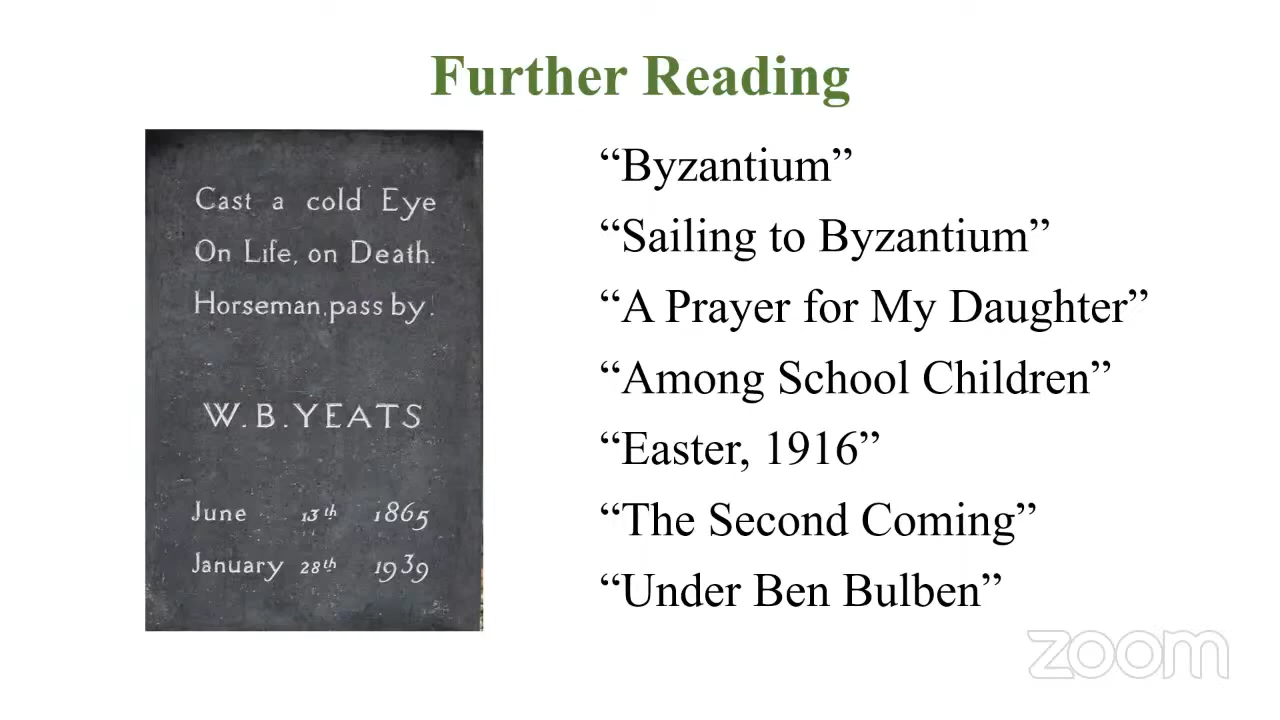 Further Reading
Cast a cold Eye
On Life, on Death.
Horseman, pass by!
W.B.YEATS
June 13th 1865
January 28th 1939
“Byzantium”
“Sailing to Byzantium”
“A Prayer for My Daughter”
“Among School Children”
“Easter, 1916”
“The Second Coming”
“Under Ben Bulben”
zoom